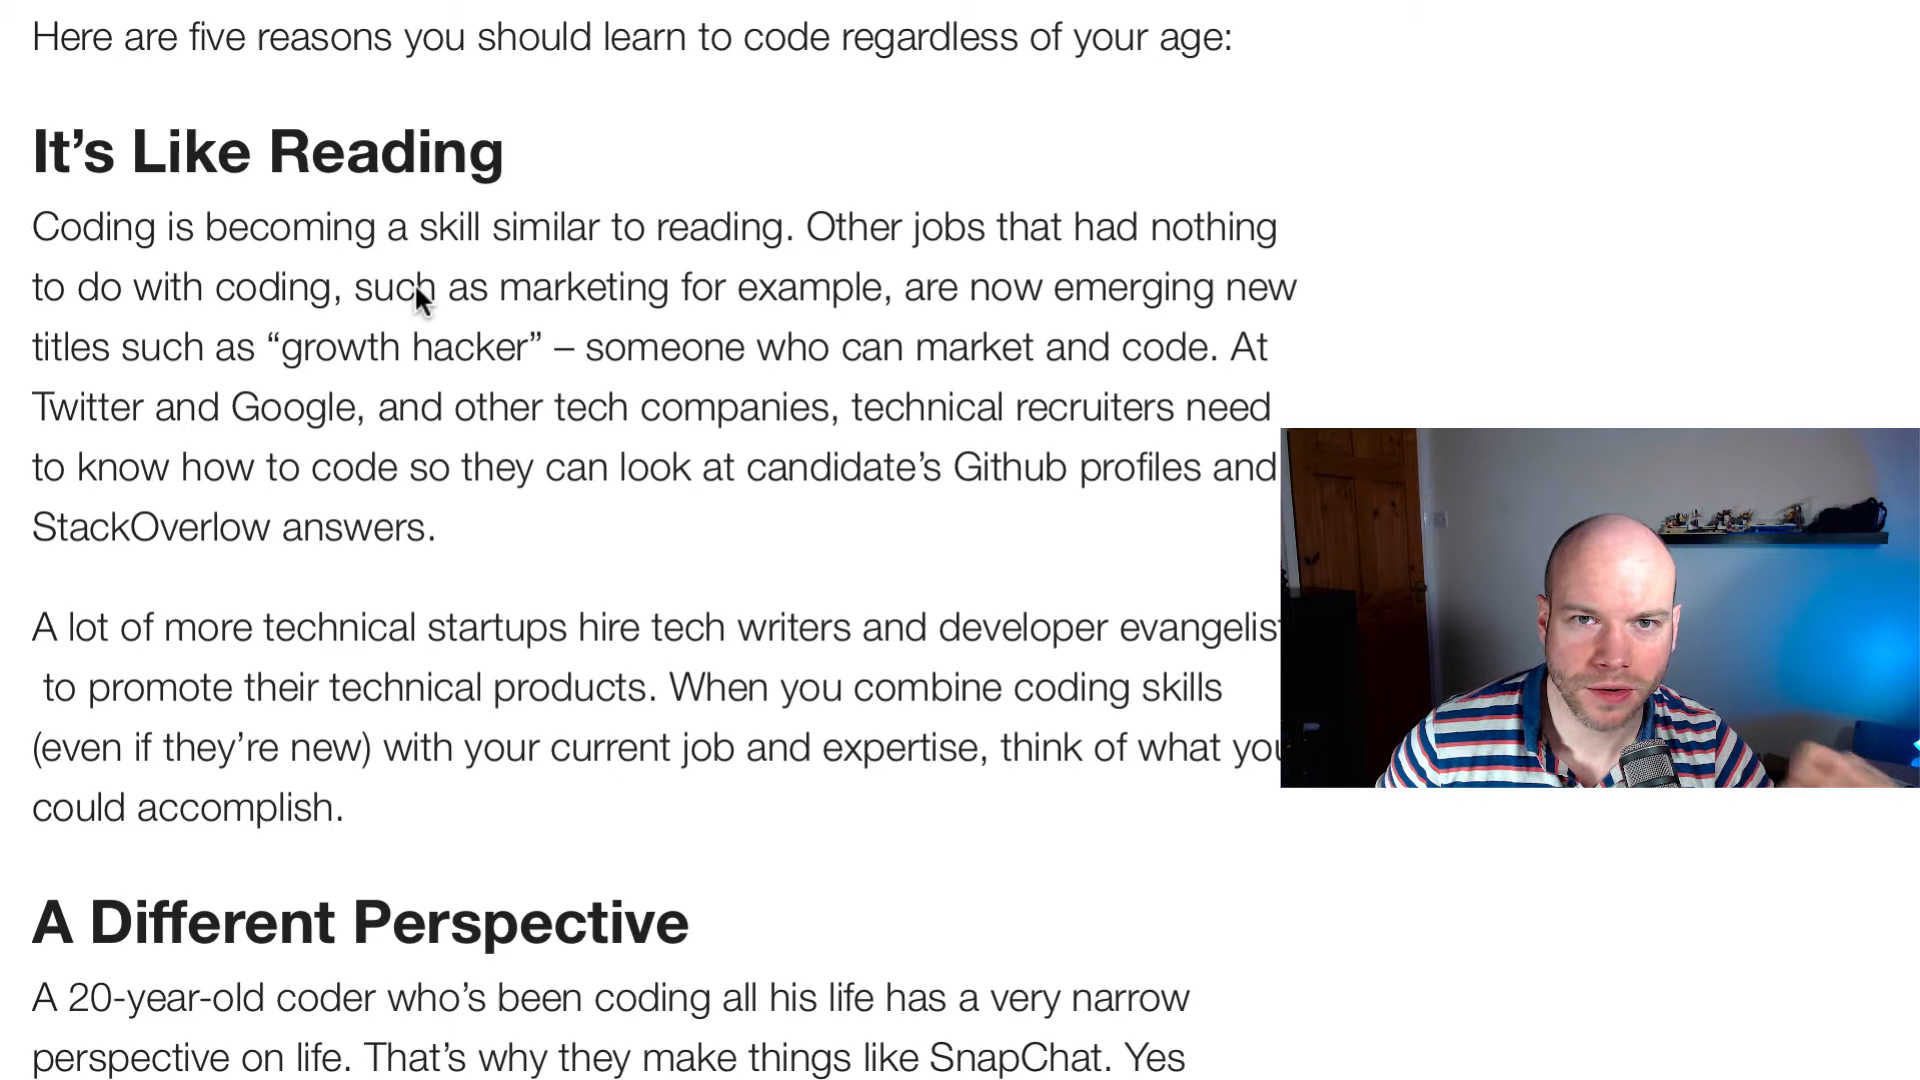 Here are five reasons you should learn to code regardless of your age:
It’s Like Reading
Coding is becoming a skill similar to reading. Other jobs that had nothing
to do with coding, such as marketing for example, are now emerging new
titles such as “growth hacker” – someone who can market and code. At
Twitter and Google, and other tech companies, technical recruiters need
to know how to code so they can look at candidate’s Github profiles and
StackOverlow answers.
A lot of more technical startups hire tech writers and developer evangelist
to promote their technical products. When you combine coding skills
(even if they’re new) with your current job and expertise, think of what you
could accomplish.
A Different Perspective
A 20-year-old coder who’s been coding all his life has a very narrow
perspective on life. That’s why they make things like SnapChat. Yes